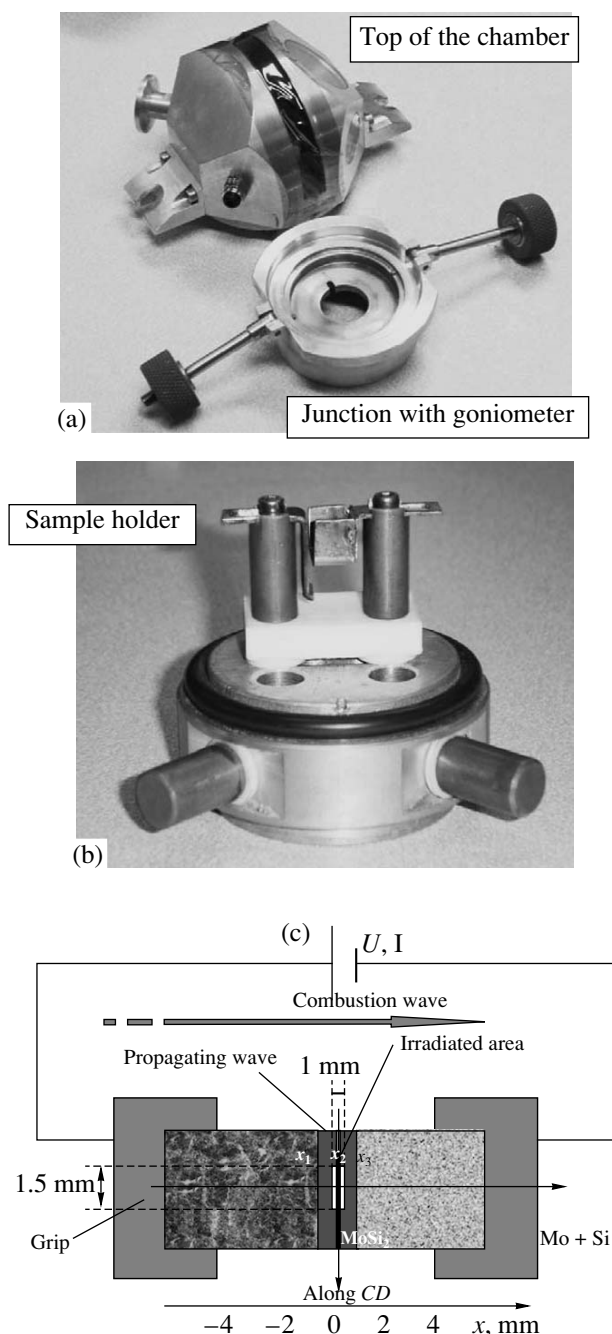 Top of the chamber
Junction with goniometer
(a)
Sample holder
(b)
(c)
U, I
Combustion wave
Propagating wave
Irradiated area
1 mm
x1 x2 x3
1.5 mm
Grip
MoSi2
Mo + Si
Along CD
−4 −2 0 2 4 x, mm